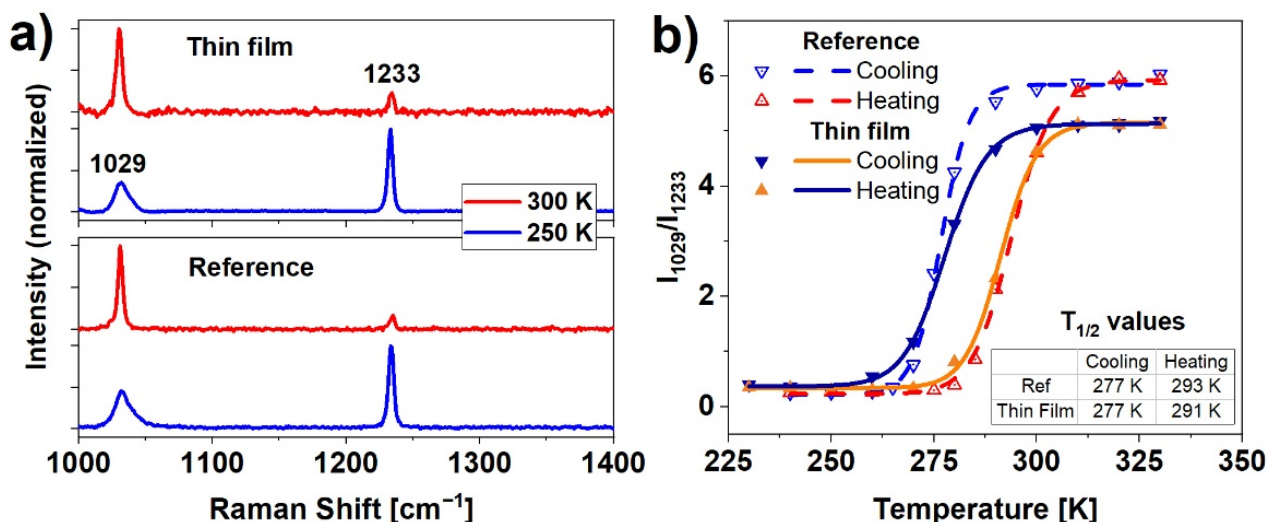 a)
Thin film
1233
1029
300 K
250 K
Reference
Intensity (normalized)
1000 1100 1200 1300 1400
Raman Shift [cm−1]
b)
Reference
Cooling
Heating
Thin film
Cooling
Heating
6
4
2
0
I1029/I1233
T1/2 values
Cooling Heating
Ref 277 K 293 K
Thin Film 277 K 291 K
225 250 275 300 325 350
Temperature [K]